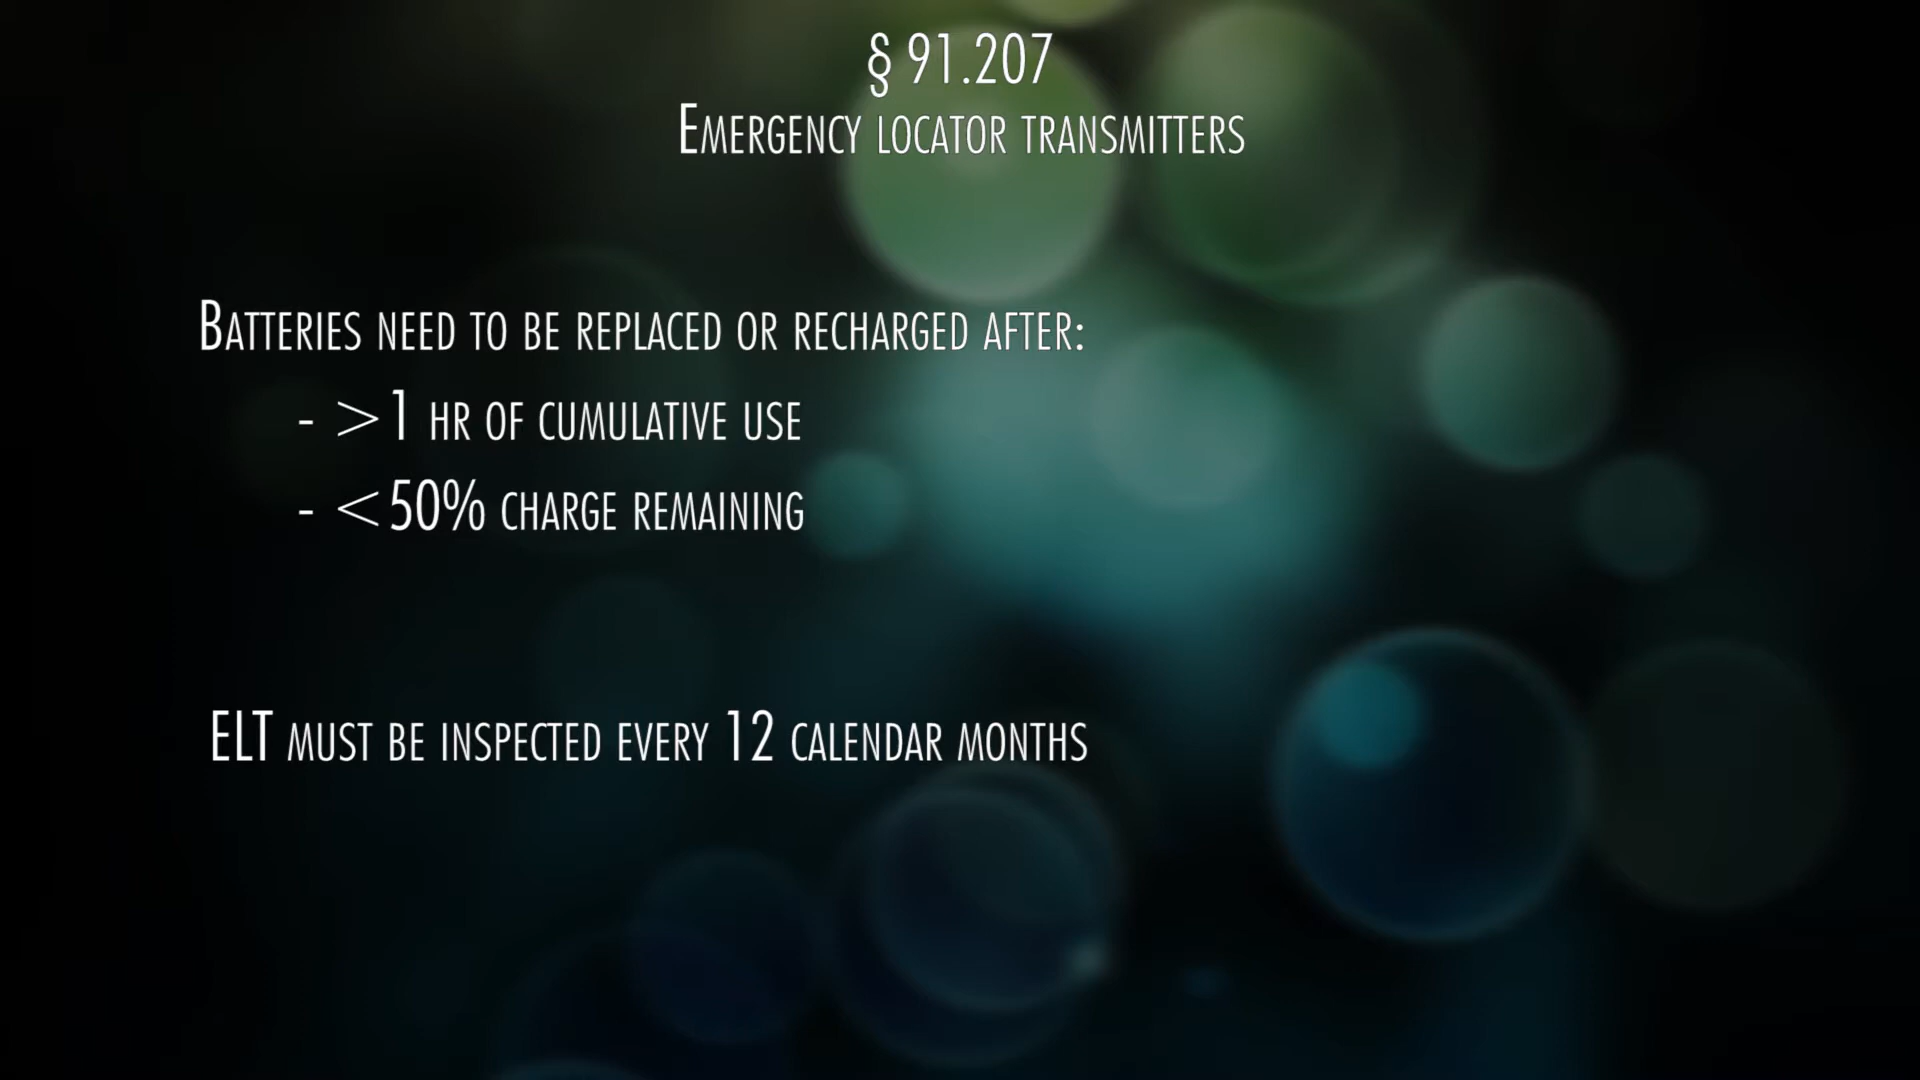 § 91.207
Emergency locator transmitters
Batteries need to be replaced or recharged after:
- >1 hr of cumulative use
- <50% charge remaining
ELT must be inspected every 12 calendar months